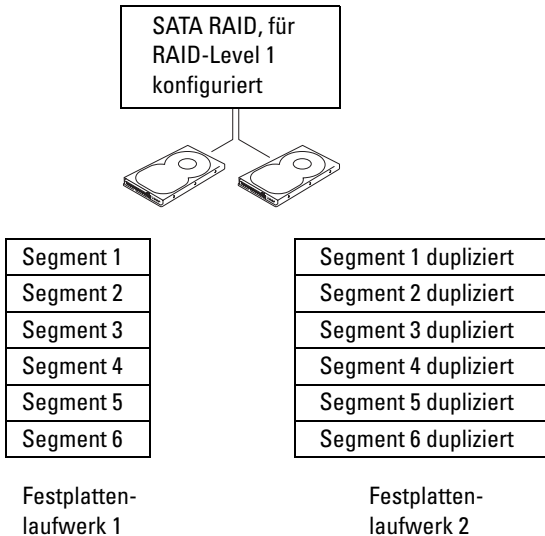 SATA RAID, für
RAID-Level 1
konfiguriert
Segment 1
Segment 2
Segment 3
Segment 4
Segment 5
Segment 6
Festplatten-
laufwerk 1
Segment 1 dupliziert
Segment 2 dupliziert
Segment 3 dupliziert
Segment 4 dupliziert
Segment 5 dupliziert
Segment 6 dupliziert
Festplatten-
laufwerk 2